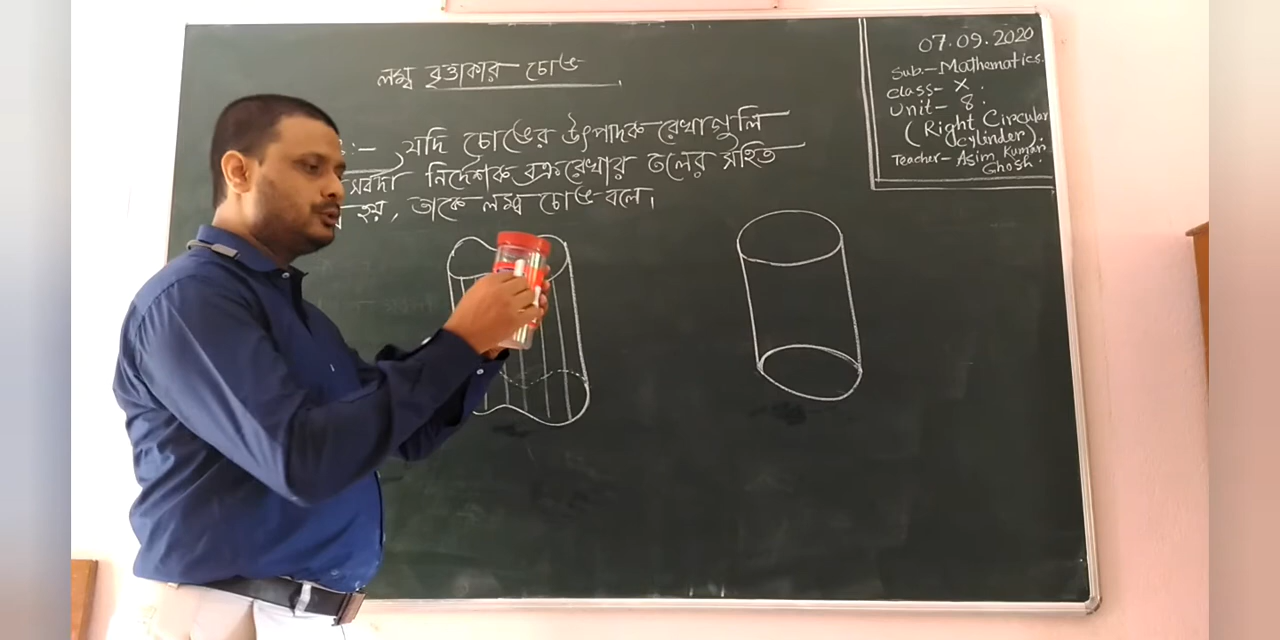 লম্ব বৃত্তাকার চোঙ
যদি চোঙের উৎপাদক রেখাগুলি
সর্বদা নির্দেশক বক্ররেখার তলের সহিত
হয়, তাকে লম্ব চোঙ বলে।
07.09.2020
Sub.- Mathematics.
Class- X.
Unit- 8.
(Right Circular
Cylinder).
Teacher- Asim Kumar
Ghosh.